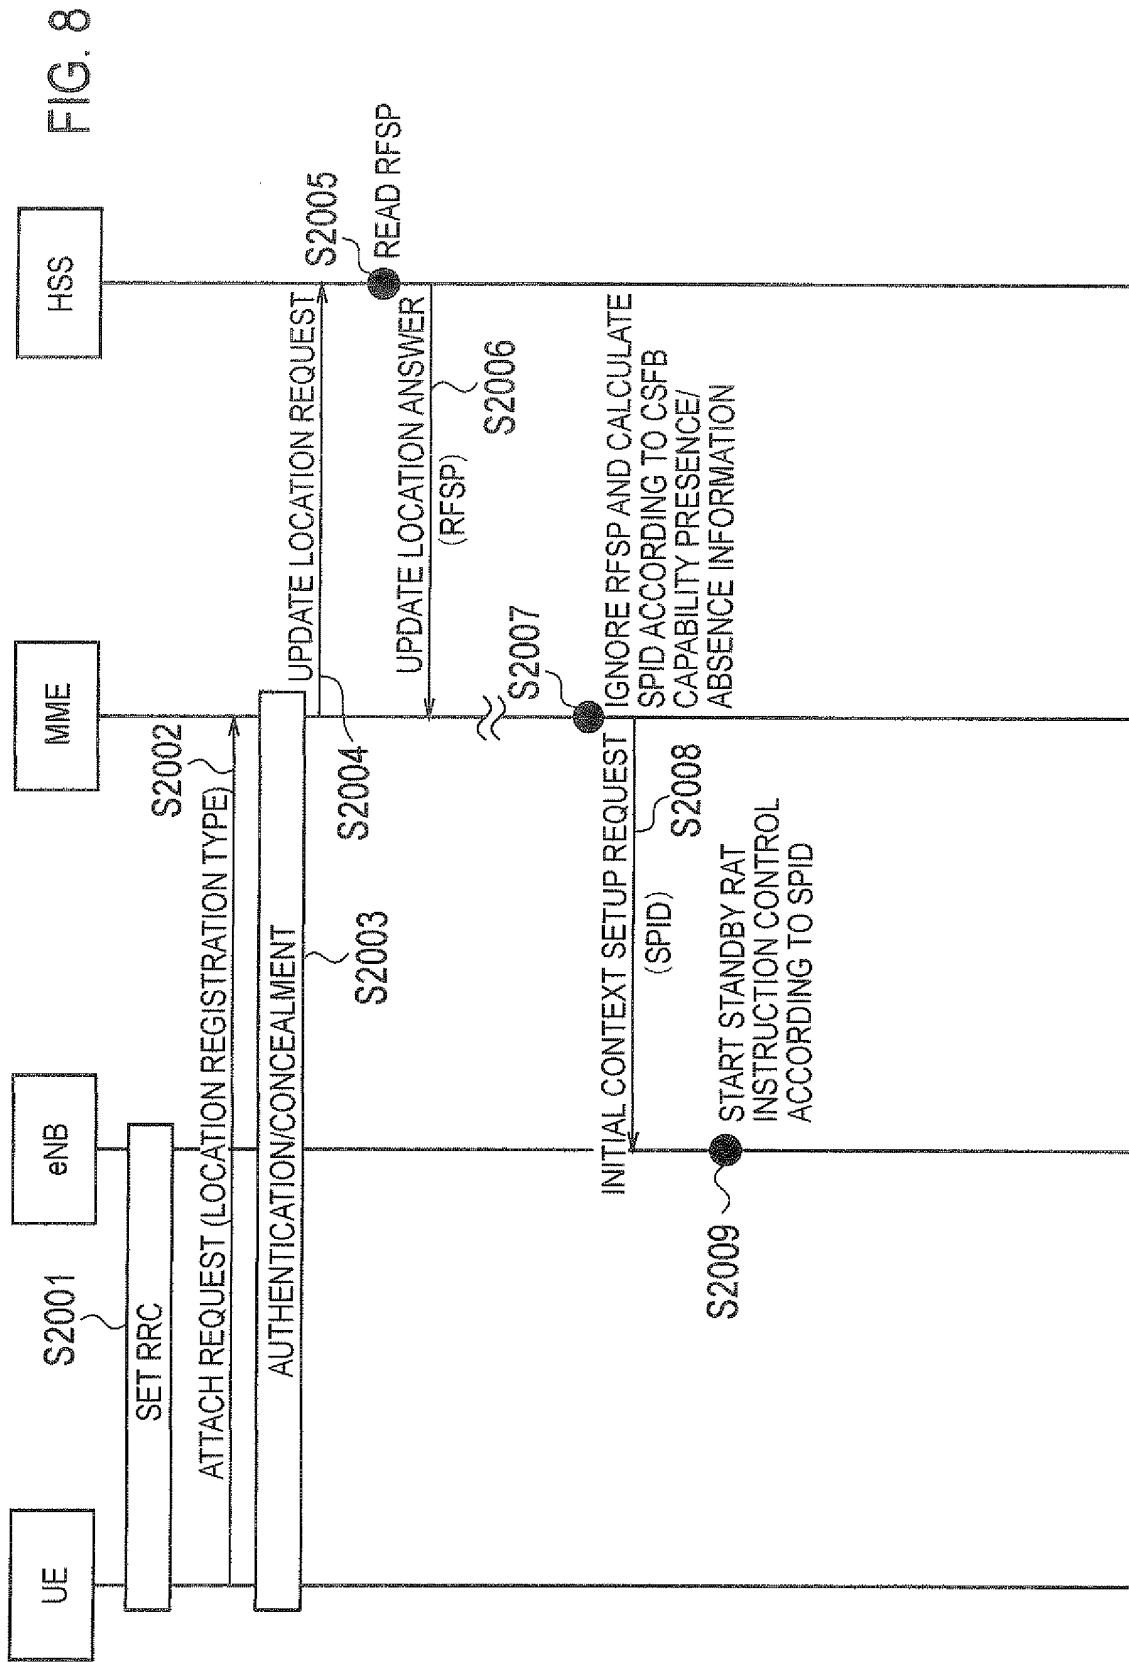 FIG. 8
UE
eNB
MME
HSS
S2001
SET RRC
S2002
ATTACH REQUEST (LOCATION REGISTRATION TYPE)
AUTHENTICATION/CONCEALMENT
S2003
UPDATE LOCATION REQUEST
S2004
S2005
READ RFSP
UPDATE LOCATION ANSWER
(RFSP)
S2006
S2007
IGNORE RFSP AND CALCULATE
SPID ACCORDING TO CSFB
CAPABILITY PRESENCE/
ABSENCE INFORMATION
INITIAL CONTEXT SETUP REQUEST
(SPID)
S2008
S2009
START STANDBY RAT
INSTRUCTION CONTROL
ACCORDING TO SPID